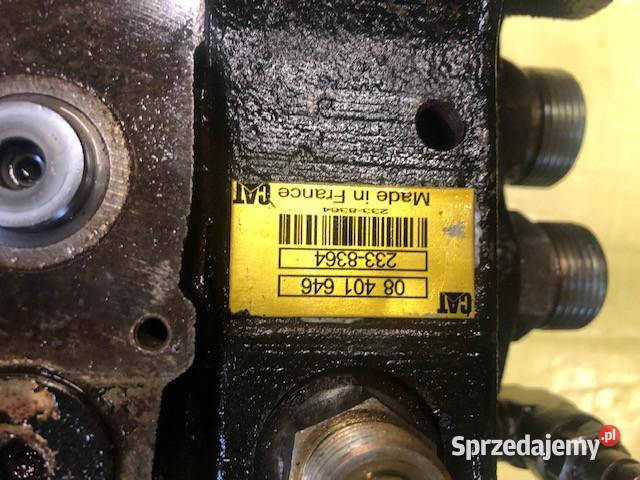 CAT
08 401 646
233-8364
233-8364
Made in France CAT
Sprzedajemy.pl